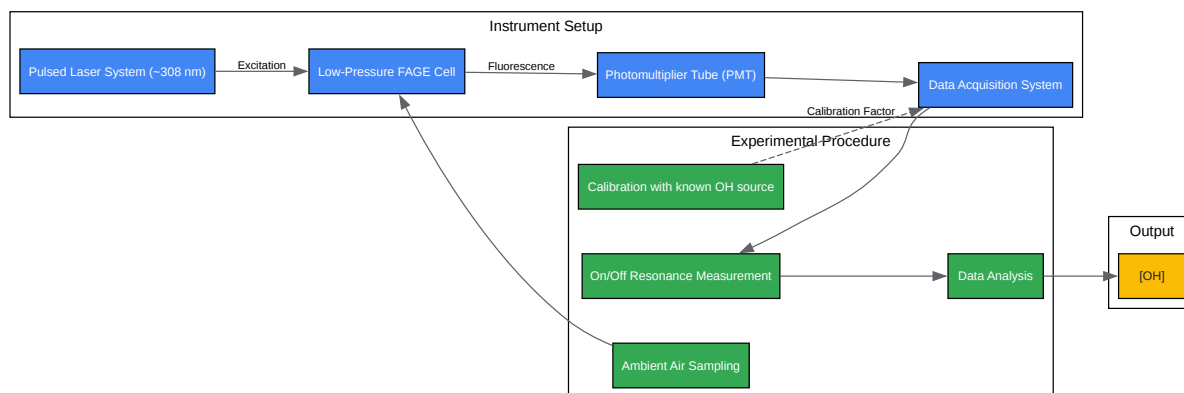 Instrument Setup
Pulsed Laser System (~308 nm)
Excitation
Low-Pressure FAGE Cell
Fluorescence
Photomultiplier Tube (PMT)
Data Acquisition System
Calibration Factor
Experimental Procedure
Calibration with known OH source
On/Off Resonance Measurement
Data Analysis
Ambient Air Sampling
Output
[OH]